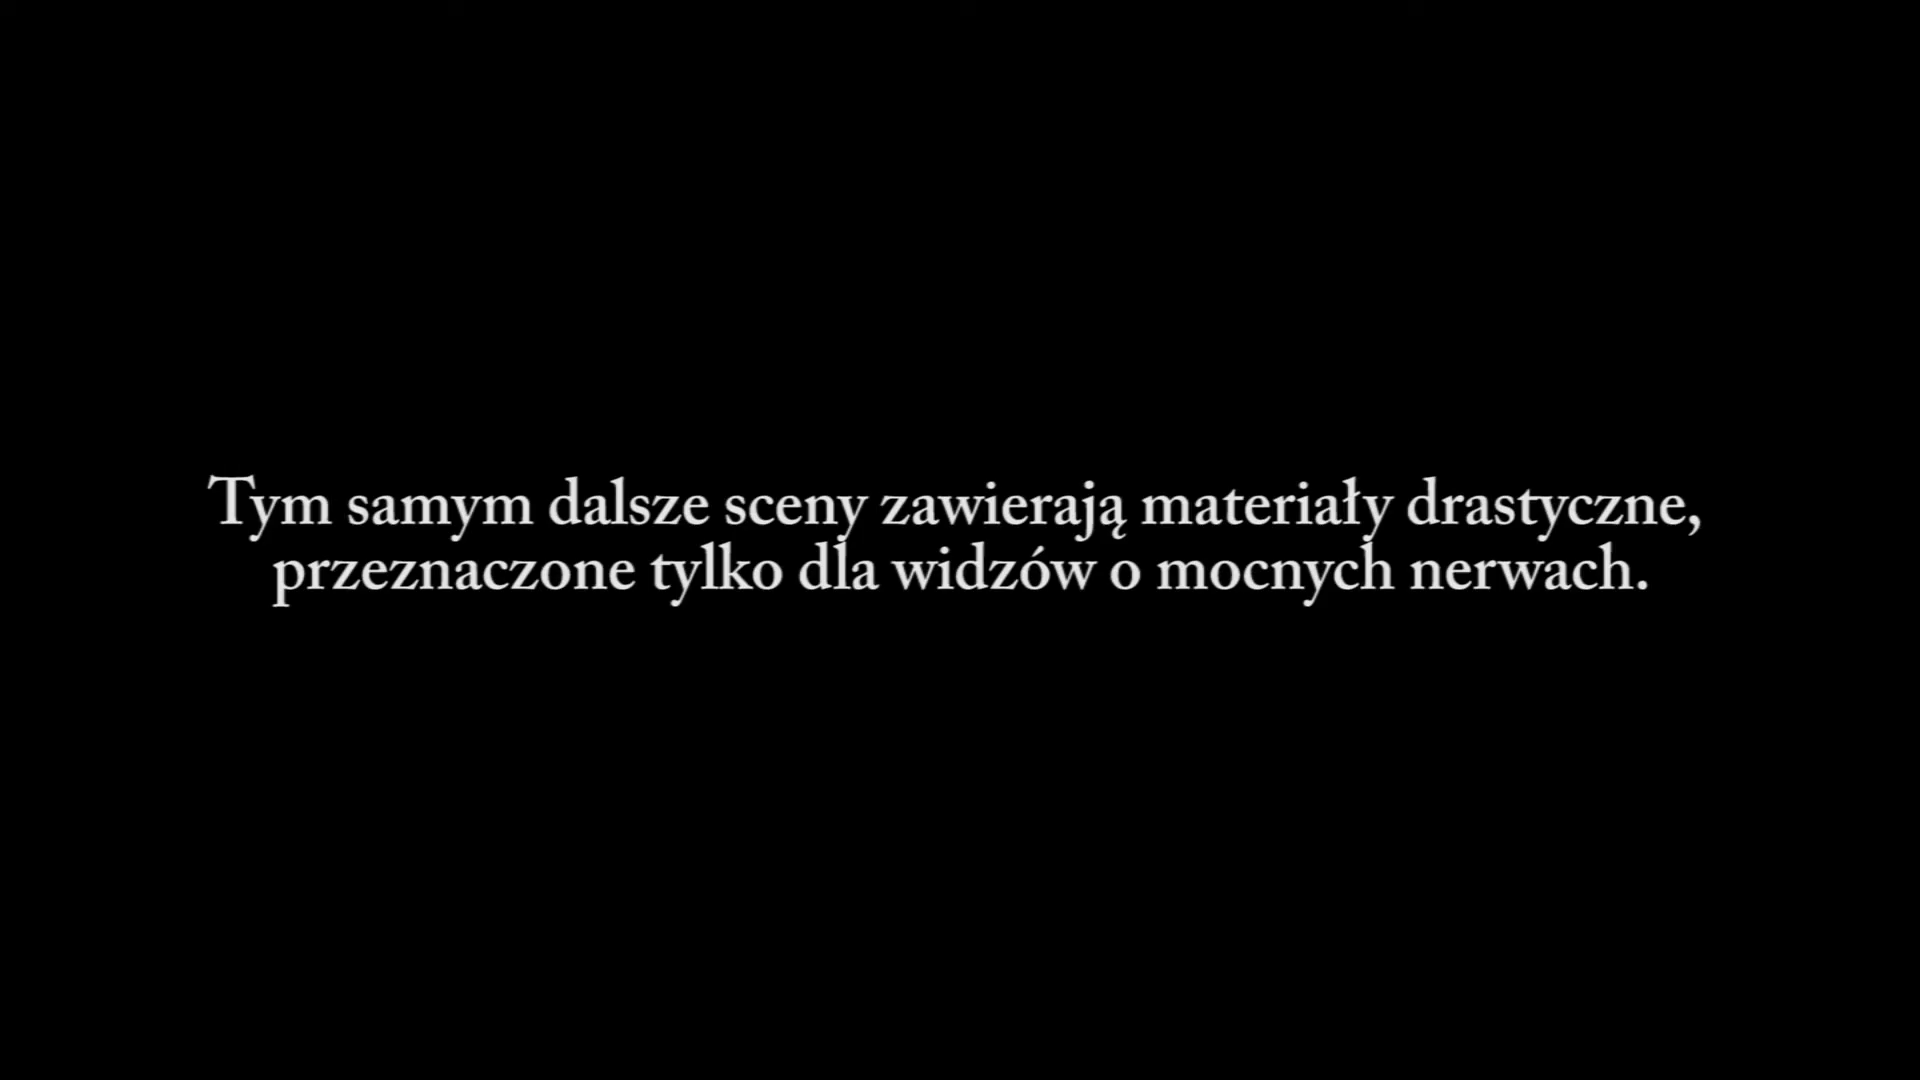 Tym samym dalsze sceny zawierają materiały drastyczne,
przeznaczone tylko dla widzów o mocnych nerwach.